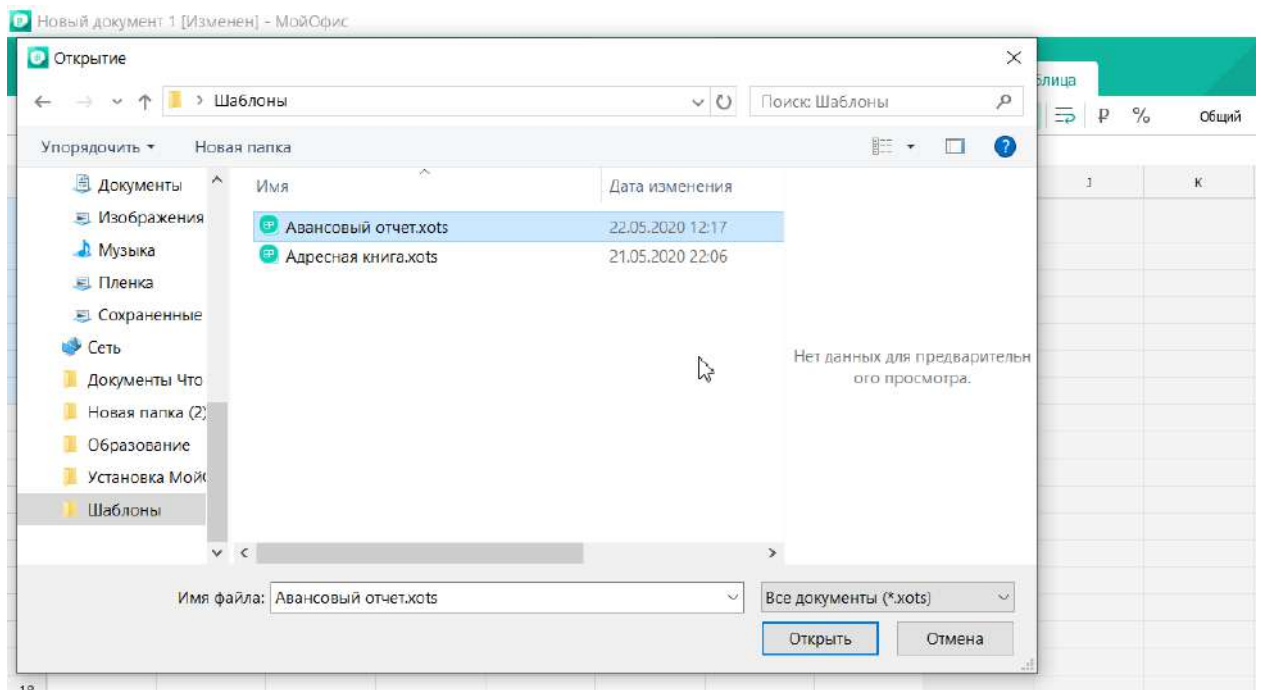 Новый документ 1 [Изменен] - МойОфис
Открытие
Шаблоны
Поиск: Шаблоны
Упорядочить
Новая папка
₽ % Общий
Имя
Дата изменения
J K
Документы
Изображения
Музыка
Пленка
Сохраненные
Сеть
Документы Что
Новая папка (2)
Образование
Установка Мой
Шаблоны
Авансовый отчет.xots 22.05.2020 12:17
Адресная книга.xots 21.05.2020 22:06
Нет данных для предварительн
ого просмотра.
Имя файла: Авансовый отчет.xots
Все документы (*.xots)
Открыть Отмена